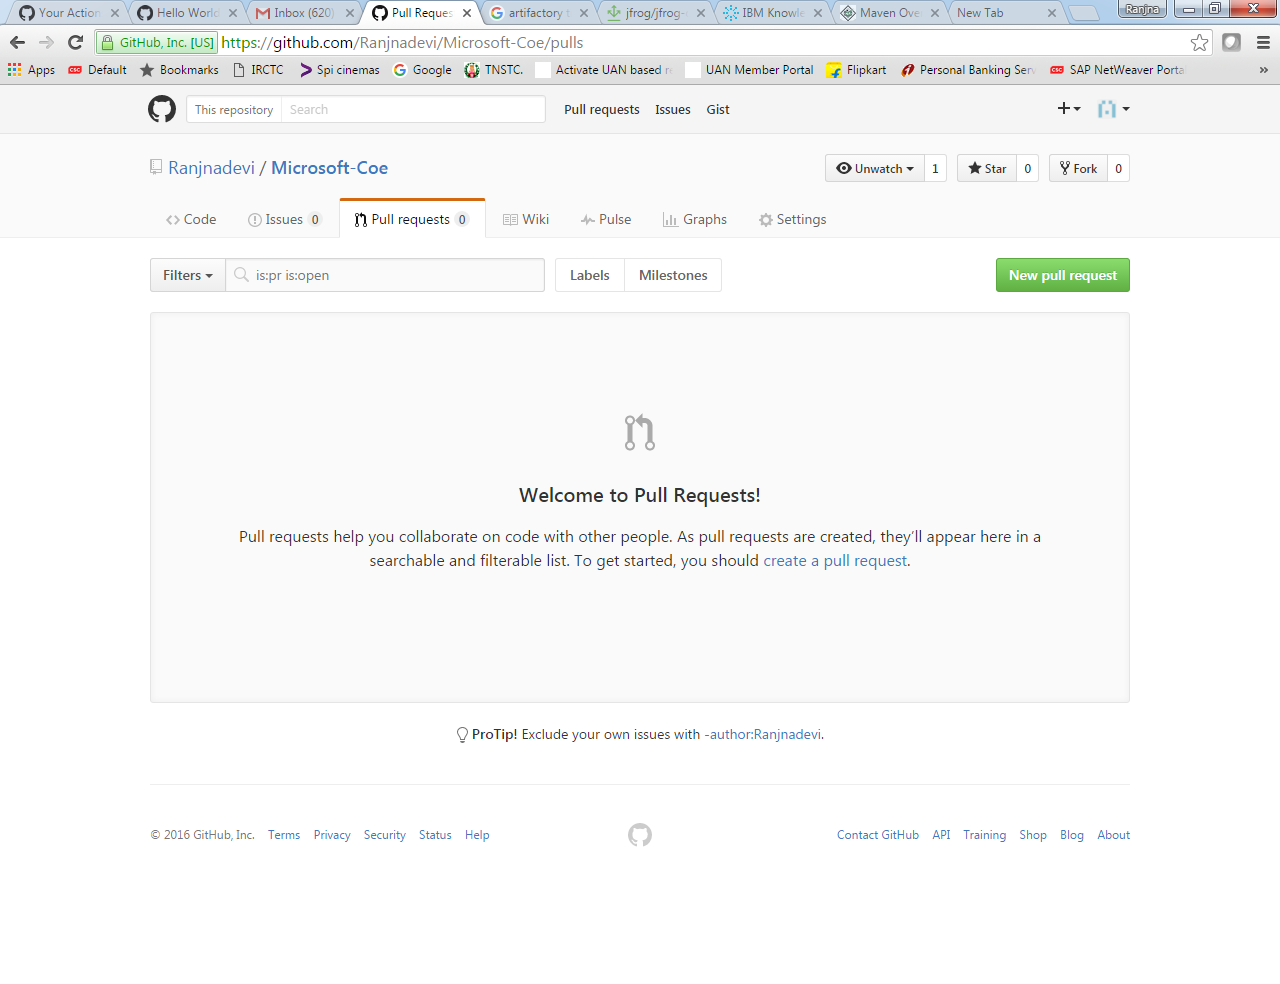 Your Action Hello World Inbox (620) Pull Reques artifactory t jfrog/jfrog- IBM Knowle Maven Ove New Tab Ranjna
GitHub, Inc. [US] https://github.com/Ranjnadevi/Microsoft-Coe/pulls
Apps CSC Default Bookmarks IRCTC Spi cinemas Google TNSTC. Activate UAN based re UAN Member Portal Flipkart Personal Banking Serv CSC SAP NetWeaver Porta »
This repository Search Pull requests Issues Gist
Ranjnadevi / Microsoft-Coe Unwatch 1 Star 0 Fork 0
Code Issues 0 Pull requests 0 Wiki Pulse Graphs Settings
Filters is:pr is:open Labels Milestones New pull request
Welcome to Pull Requests!
Pull requests help you collaborate on code with other people. As pull requests are created, they’ll appear here in a
searchable and filterable list. To get started, you should create a pull request.
ProTip! Exclude your own issues with -author:Ranjnadevi.
© 2016 GitHub, Inc. Terms Privacy Security Status Help Contact GitHub API Training Shop Blog About